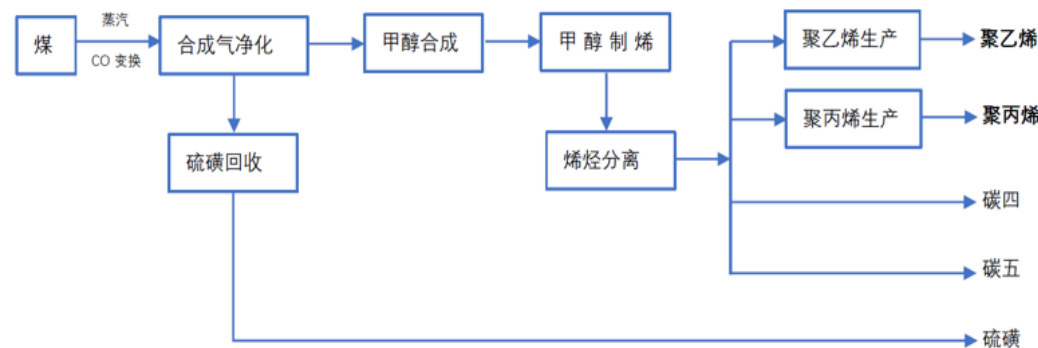 煤
蒸汽
CO 变换
合成气净化
甲醇合成
甲 醇 制 烯
聚乙烯生产
聚乙烯
聚丙烯生产
聚丙烯
硫磺回收
烯烃分离
碳四
碳五
硫磺